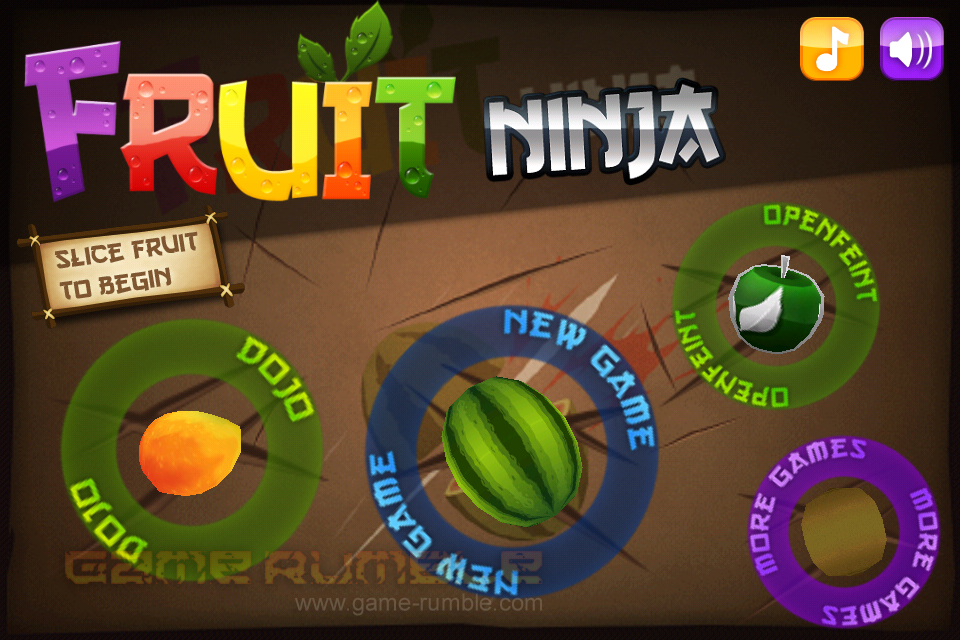 FRUIT NINJA
SLICE FRUIT
TO BEGIN
OPENFEINT
OPENFEINT
DOJO
DOJO
NEW GAME
NEW GAME
MORE GAMES
MORE GAMES
GAME RUMBLE
www.game-rumble.com